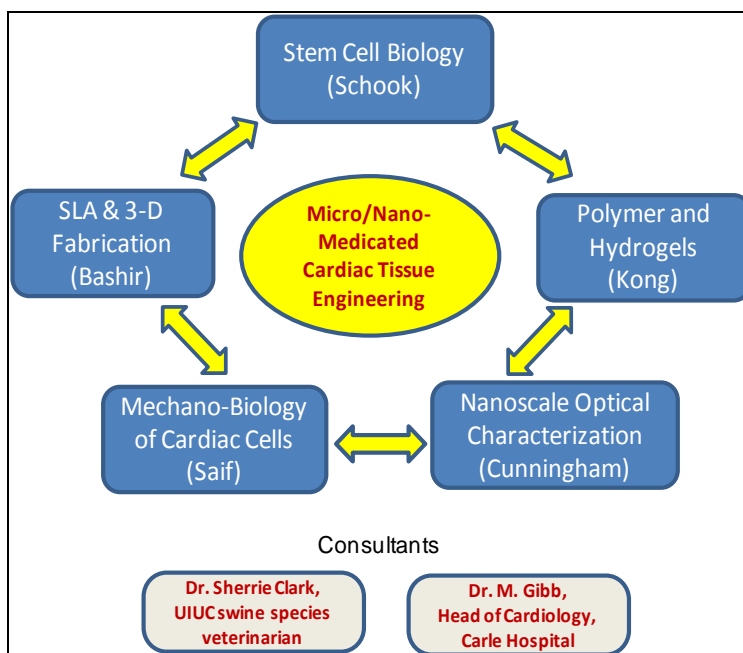 Stem Cell Biology
(Schook)
SLA & 3-D
Fabrication
(Bashir)
Micro/Nano-
Medicated
Cardiac Tissue
Engineering
Polymer and
Hydrogels
(Kong)
Mechano-Biology
of Cardiac Cells
(Saif)
Nanoscale Optical
Characterization
(Cunningham)
Consultants
Dr. Sherrie Clark,
UIUC swine species
veterinarian
Dr. M. Gibb,
Head of Cardiology,
Carle Hospital